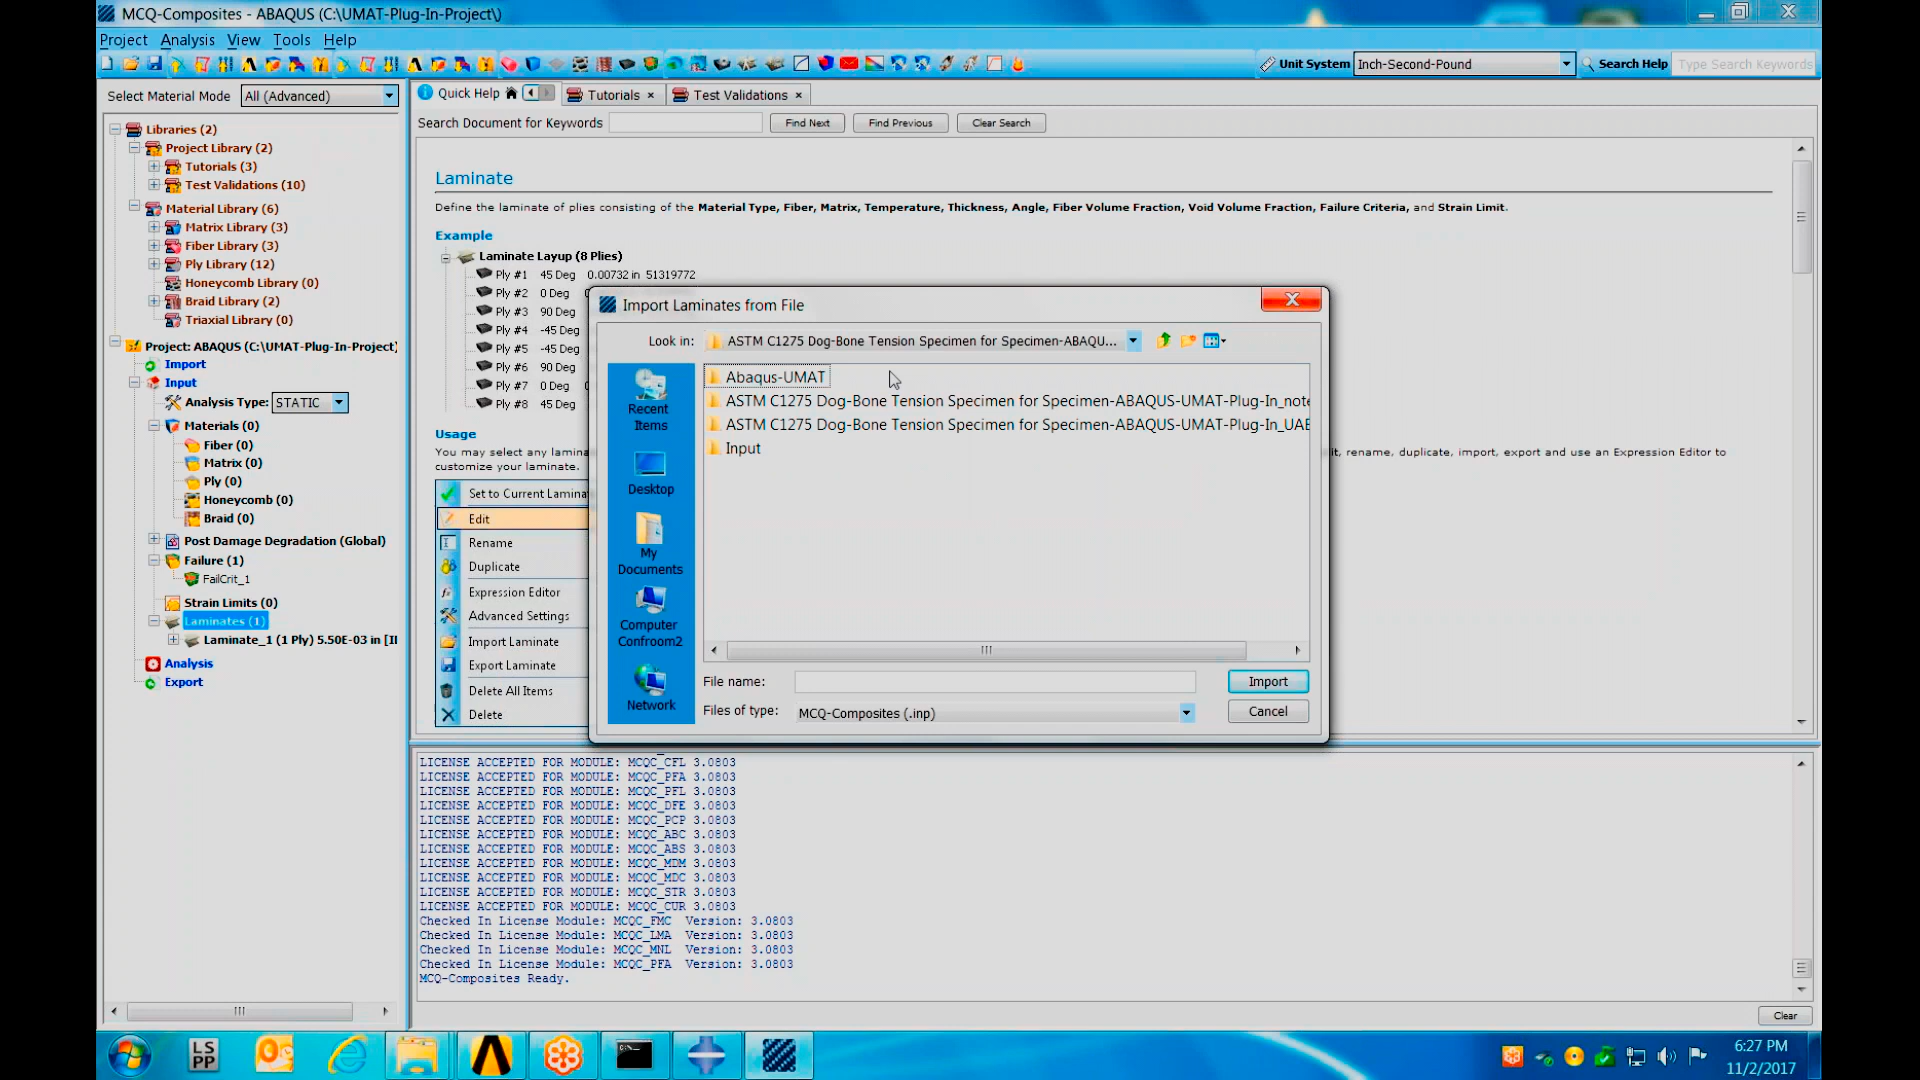 MCQ-Composites - ABAQUS (C:\UMAT-Plug-In-Project\)
Project Analysis View Tools Help
Unit System Inch-Second-Pound Search Help Type Search Keywords
Select Material Mode All (Advanced)
Libraries (2)
Project Library (2)
Tutorials (3)
Test Validations (10)
Material Library (6)
Matrix Library (3)
Fiber Library (3)
Ply Library (12)
Honeycomb Library (0)
Braid Library (2)
Triaxial Library (0)
Project: ABAQUS (C:\UMAT-Plug-In-Project)
Import
Input
Analysis Type: STATIC
Materials (0)
Fiber (0)
Matrix (0)
Ply (0)
Honeycomb (0)
Braid (0)
Post Damage Degradation (Global)
Failure (1)
FailCrit_1
Strain Limits (0)
Laminates (1)
Laminate_1 (1 Ply) 5.50E-03 in [I
Analysis
Export
Quick Help Tutorials × Test Validations ×
Search Document for Keywords Find Next Find Previous Clear Search
Laminate
Define the laminate of plies consisting of the Material Type, Fiber, Matrix, Temperature, Thickness, Angle, Fiber Volume Fraction, Void Volume Fraction, Failure Criteria, and Strain Limit.
Example
Laminate Layup (8 Plies)
Ply #1 45 Deg 0.00732 in 51319772
Ply #2 0 Deg
Ply #3 90 Deg
Ply #4 -45 Deg
Ply #5 -45 Deg
Ply #6 90 Deg
Ply #7 0 Deg
Ply #8 45 Deg
Usage
You may select any lamina it, rename, duplicate, import, export and use an Expression Editor to
customize your laminate.
Set to Current Lamina
Edit
Rename
Duplicate
Expression Editor
Advanced Settings
Import Laminate
Export Laminate
Delete All Items
Delete
Import Laminates from File
Look in: ASTM C1275 Dog-Bone Tension Specimen for Specimen-ABAQU...
Recent Items
Desktop
My Documents
Computer Confroom2
Network
Abaqus-UMAT
ASTM C1275 Dog-Bone Tension Specimen for Specimen-ABAQUS-UMAT-Plug-In_note
ASTM C1275 Dog-Bone Tension Specimen for Specimen-ABAQUS-UMAT-Plug-In_UAE
Input
File name: Import
Files of type: MCQ-Composites (.inp) Cancel
LICENSE ACCEPTED FOR MODULE: MCQC_CFL 3.0803
LICENSE ACCEPTED FOR MODULE: MCQC_PFA 3.0803
LICENSE ACCEPTED FOR MODULE: MCQC_PFL 3.0803
LICENSE ACCEPTED FOR MODULE: MCQC_DFE 3.0803
LICENSE ACCEPTED FOR MODULE: MCQC_PCP 3.0803
LICENSE ACCEPTED FOR MODULE: MCQC_ABC 3.0803
LICENSE ACCEPTED FOR MODULE: MCQC_ABS 3.0803
LICENSE ACCEPTED FOR MODULE: MCQC_MDM 3.0803
LICENSE ACCEPTED FOR MODULE: MCQC_MDC 3.0803
LICENSE ACCEPTED FOR MODULE: MCQC_STR 3.0803
LICENSE ACCEPTED FOR MODULE: MCQC_CUR 3.0803
Checked In License Module: MCQC_FMC Version: 3.0803
Checked In License Module: MCQC_LMA Version: 3.0803
Checked In License Module: MCQC_MNL Version: 3.0803
Checked In License Module: MCQC_PFA Version: 3.0803
MCQ-Composites Ready.
Clear
LS
PP
6:27 PM
11/2/2017